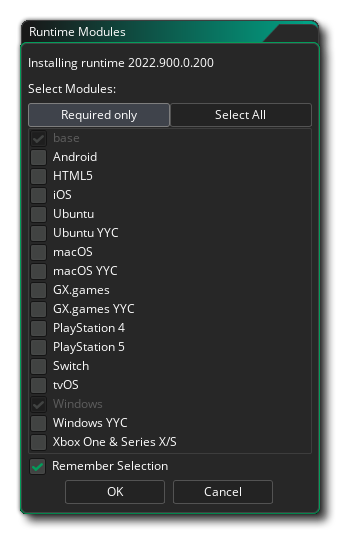 Runtime Modules
Installing runtime 2022.900.0.200
Select Modules:
Required only Select All
base
Android
HTML5
iOS
Ubuntu
Ubuntu YYC
macOS
macOS YYC
GX.games
GX.games YYC
PlayStation 4
PlayStation 5
Switch
tvOS
Windows
Windows YYC
Xbox One & Series X/S
Remember Selection
OK Cancel